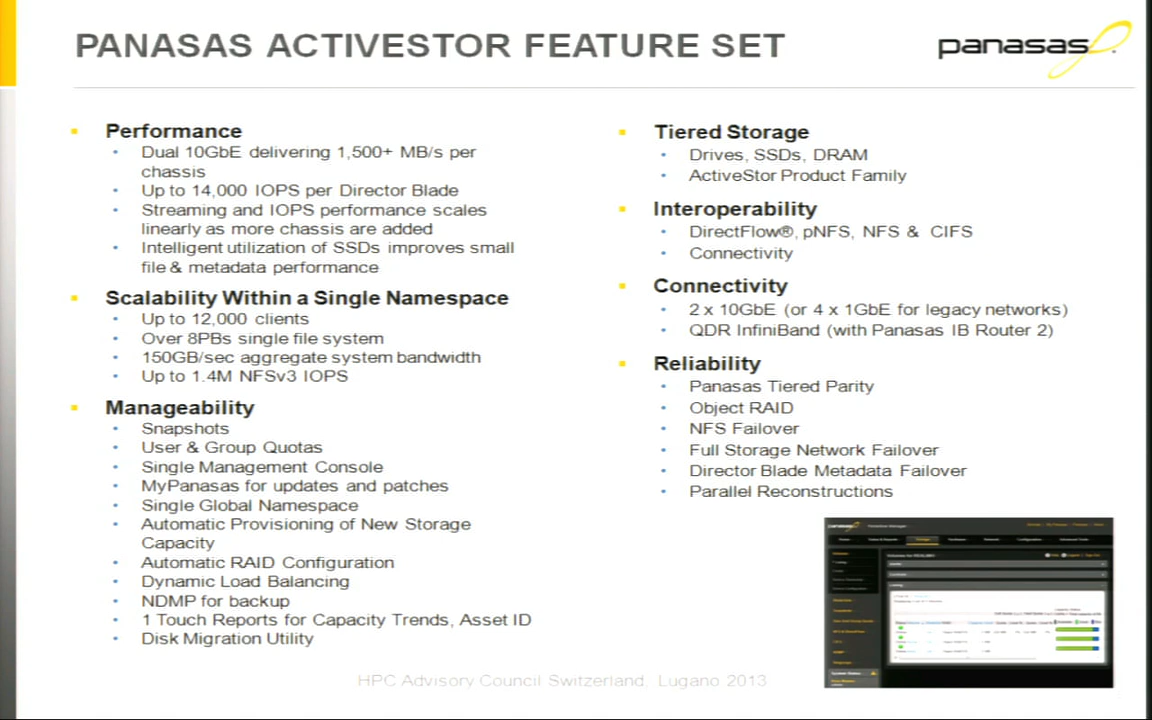 PANASAS ACTIVESTOR FEATURE SET
panasas
Performance
Dual 10GbE delivering 1,500+ MB/s per
chassis
Up to 14,000 IOPS per Director Blade
Streaming and IOPS performance scales
linearly as more chassis are added
Intelligent utilization of SSDs improves small
file & metadata performance
Scalability Within a Single Namespace
Up to 12,000 clients
Over 8PBs single file system
150GB/sec aggregate system bandwidth
Up to 1.4M NFSv3 IOPS
Manageability
Snapshots
User & Group Quotas
Single Management Console
MyPanasas for updates and patches
Single Global Namespace
Automatic Provisioning of New Storage
Capacity
Automatic RAID Configuration
Dynamic Load Balancing
NDMP for backup
1 Touch Reports for Capacity Trends, Asset ID
Disk Migration Utility
Tiered Storage
Drives, SSDs, DRAM
ActiveStor Product Family
Interoperability
DirectFlow®, pNFS, NFS & CIFS
Connectivity
Connectivity
2 x 10GbE (or 4 x 1GbE for legacy networks)
QDR InfiniBand (with Panasas IB Router 2)
Reliability
Panasas Tiered Parity
Object RAID
NFS Failover
Full Storage Network Failover
Director Blade Metadata Failover
Parallel Reconstructions
panasas
HPC Advisory Council Switzerland, Lugano 2013